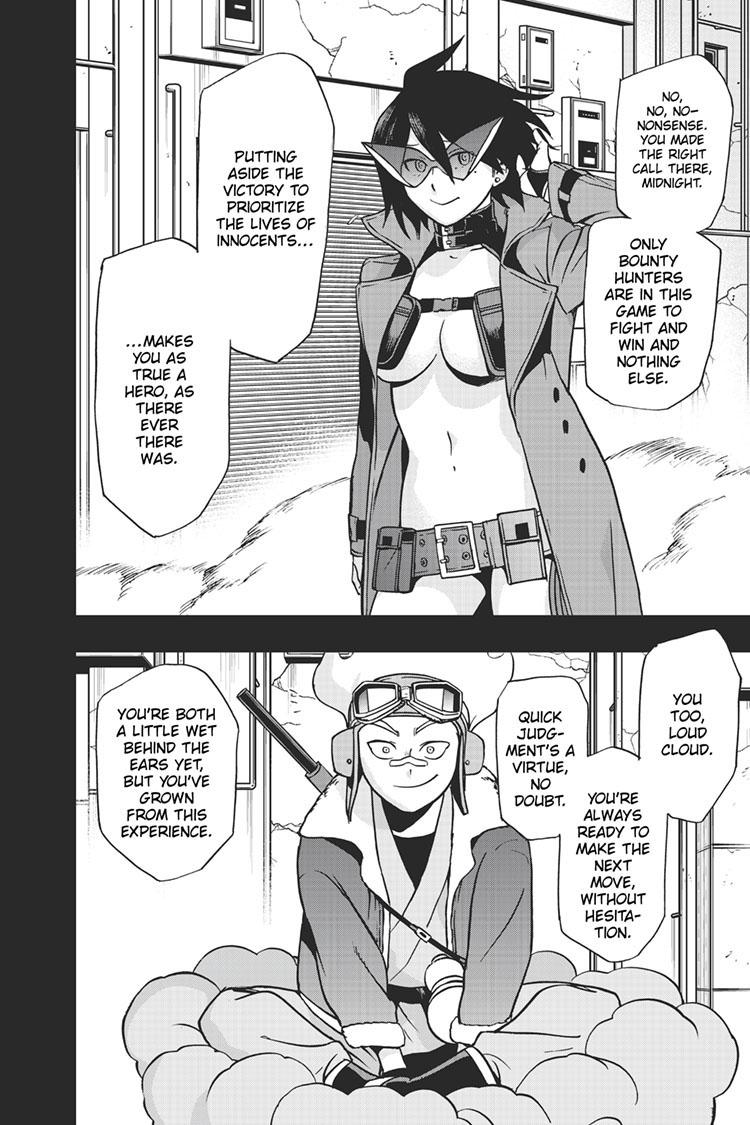 NO,
NO, NO-
NONSENSE.
YOU MADE
THE RIGHT
CALL THERE,
MIDNIGHT.
ONLY
BOUNTY
HUNTERS
ARE IN THIS
GAME TO
FIGHT AND
WIN AND
NOTHING
ELSE.
PUTTING
ASIDE THE
VICTORY TO
PRIORITIZE
THE LIVES OF
INNOCENTS...
...MAKES
YOU AS
TRUE A
HERO, AS
THERE
EVER
THERE
WAS.
YOU
TOO,
LOUD
CLOUD.
QUICK
JUDG-
MENT'S A
VIRTUE,
NO
DOUBT.
YOU'RE
ALWAYS
READY TO
MAKE THE
NEXT
MOVE,
WITHOUT
HESITA-
TION.
YOU'RE BOTH
A LITTLE WET
BEHIND THE
EARS YET,
BUT YOU'VE
GROWN
FROM THIS
EXPERIENCE.